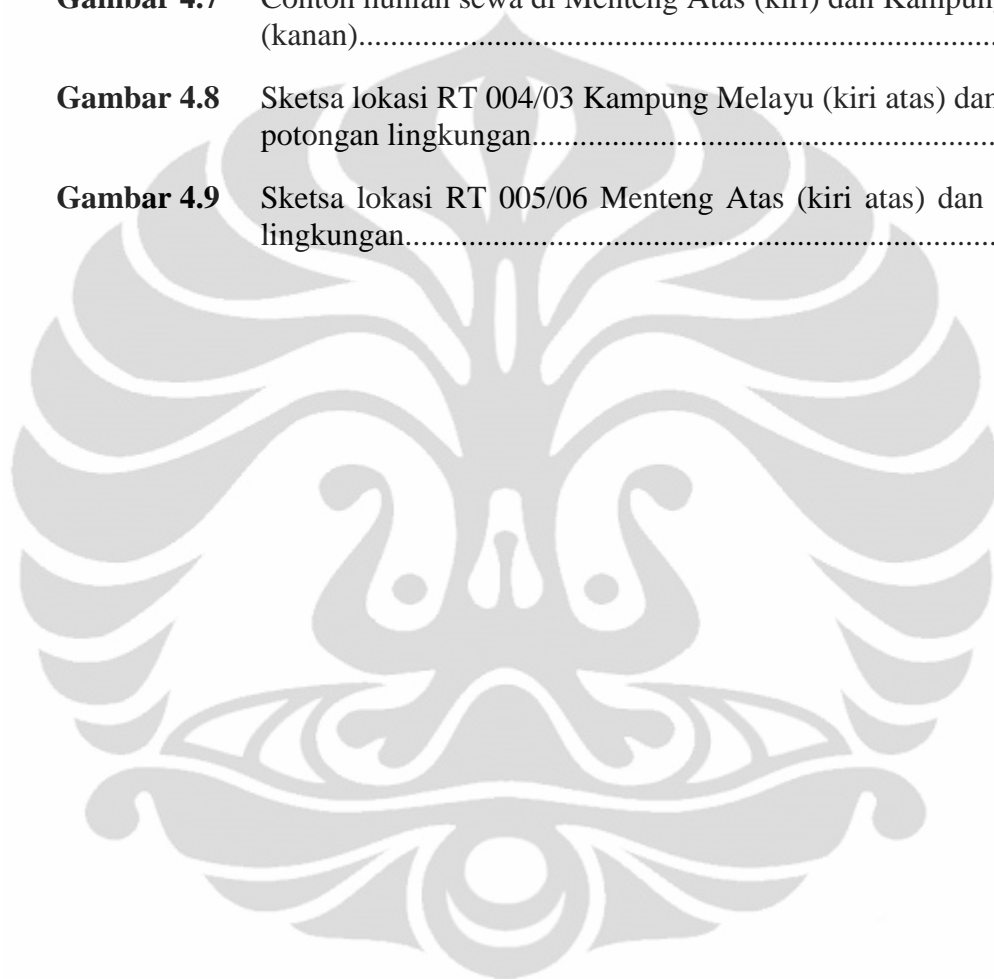 Gambar 4.7 Contoh hunian sewa di Menteng Atas (kiri) dan Kampung
(kanan)........................................................................................
Gambar 4.8 Sketsa lokasi RT 004/03 Kampung Melayu (kiri atas) dan
potongan lingkungan..........................................................
Gambar 4.9 Sketsa lokasi RT 005/06 Menteng Atas (kiri atas) dan
lingkungan..........................................................................